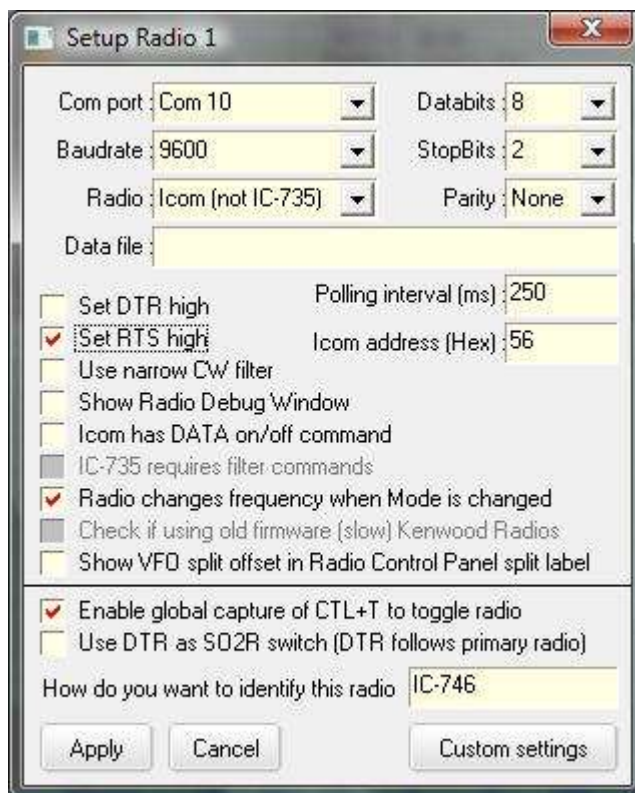 Setup Radio 1
Com port : Com 10 Databits : 8
Baudrate : 9600 StopBits : 2
Radio : Icom (not IC-735) Parity : None
Data file :
Set DTR high Polling interval (ms) : 250
Set RTS high Icom address (Hex) : 56
Use narrow CW filter
Show Radio Debug Window
Icom has DATA on/off command
IC-735 requires filter commands
Radio changes frequency when Mode is changed
Check if using old firmware (slow) Kenwood Radios
Show VFO split offset in Radio Control Panel split label
Enable global capture of CTL+T to toggle radio
Use DTR as SO2R switch (DTR follows primary radio)
How do you want to identify this radio IC-746
Apply Cancel Custom settings